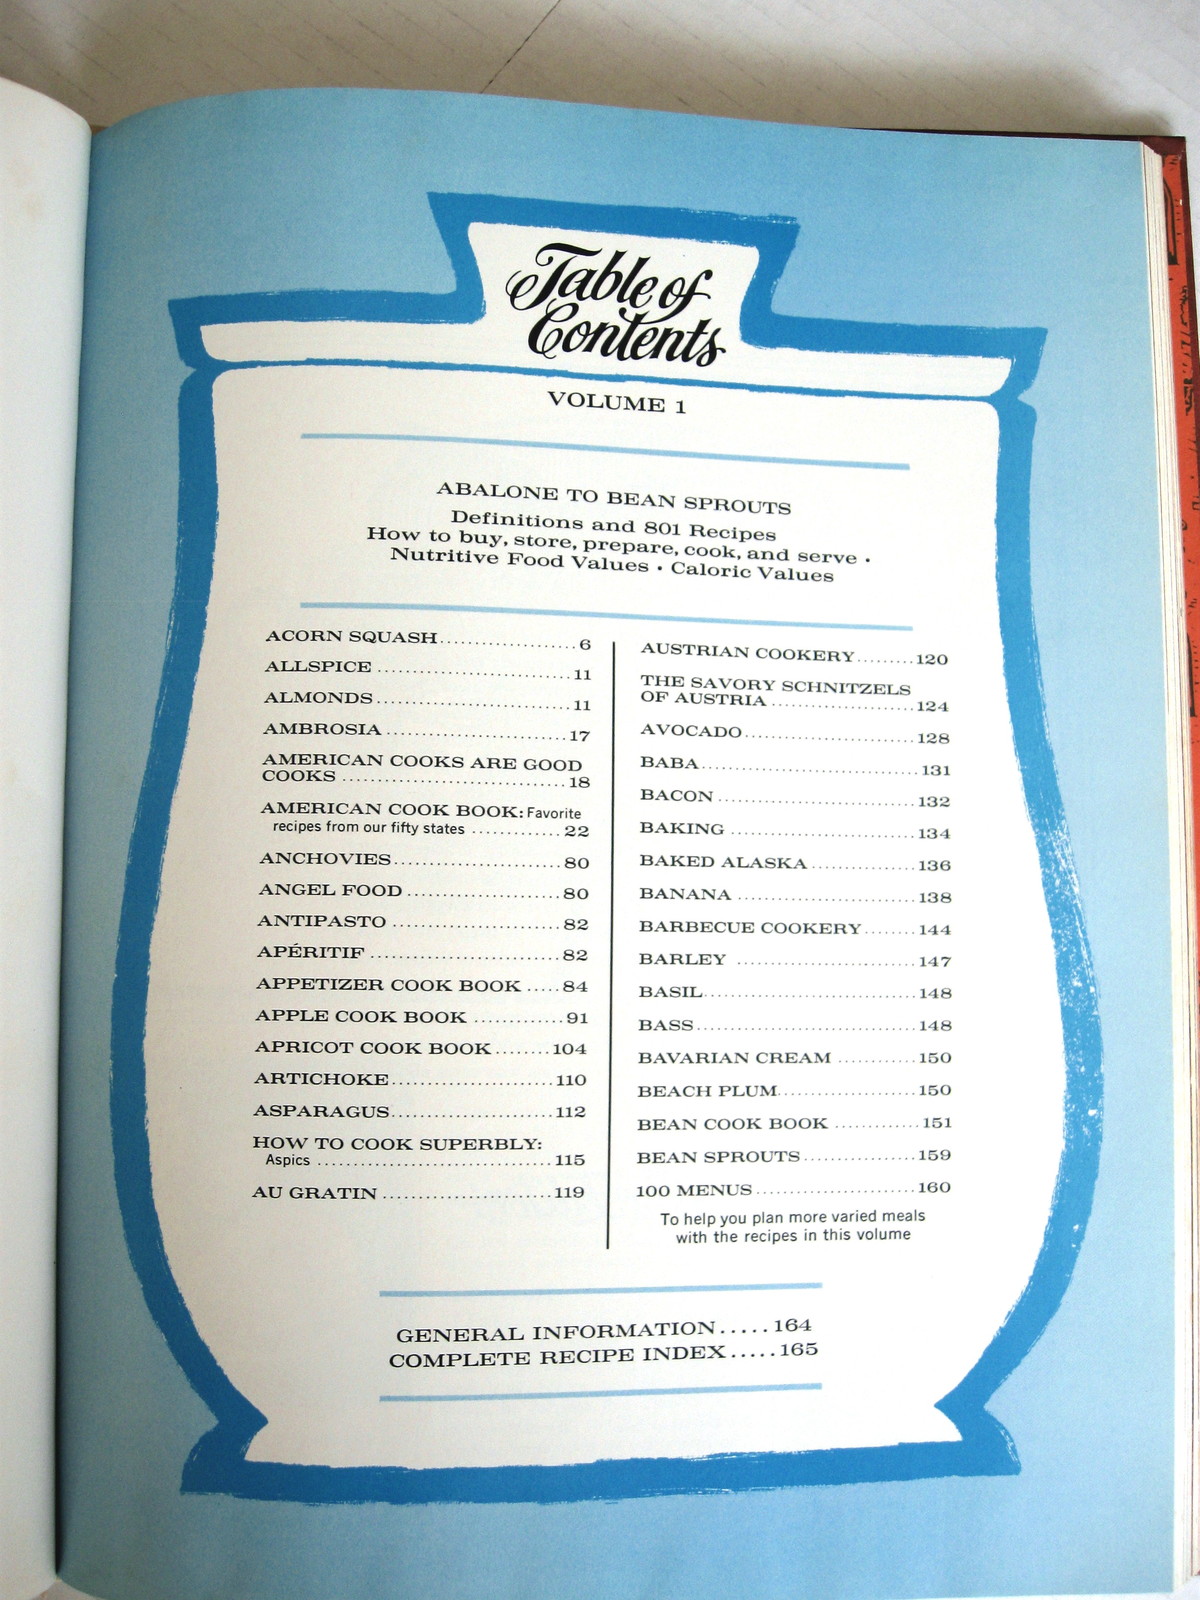 Table of
Contents
VOLUME 1
ABALONE TO BEAN SPROUTS
Definitions and 801 Recipes
How to buy, store, prepare, cook, and serve •
Nutritive Food Values • Caloric Values
ACORN SQUASH....................6
ALLSPICE ............................11
ALMONDS............................11
AMBROSIA ..........................17
AMERICAN COOKS ARE GOOD
COOKS .................................18
AMERICAN COOK BOOK: Favorite
recipes from our fifty states ............22
ANCHOVIES........................80
ANGEL FOOD......................80
ANTIPASTO ........................82
APÉRITIF ............................82
APPETIZER COOK BOOK .....84
APPLE COOK BOOK ............91
APRICOT COOK BOOK........104
ARTICHOKE........................110
ASPARAGUS........................112
HOW TO COOK SUPERBLY:
Aspics ..................................115
AU GRATIN ........................119
AUSTRIAN COOKERY........120
THE SAVORY SCHNITZELS
OF AUSTRIA .....................124
AVOCADO.........................128
BABA................................131
BACON ............................132
BAKING ...........................134
BAKED ALASKA...............136
BANANA ..........................138
BARBECUE COOKERY.......144
BARLEY ..........................147
BASIL...............................148
BASS................................148
BAVARIAN CREAM ...........150
BEACH PLUM...................150
BEAN COOK BOOK ............151
BEAN SPROUTS................159
100 MENUS.......................160
To help you plan more varied meals
with the recipes in this volume
GENERAL INFORMATION.....164
COMPLETE RECIPE INDEX.....165